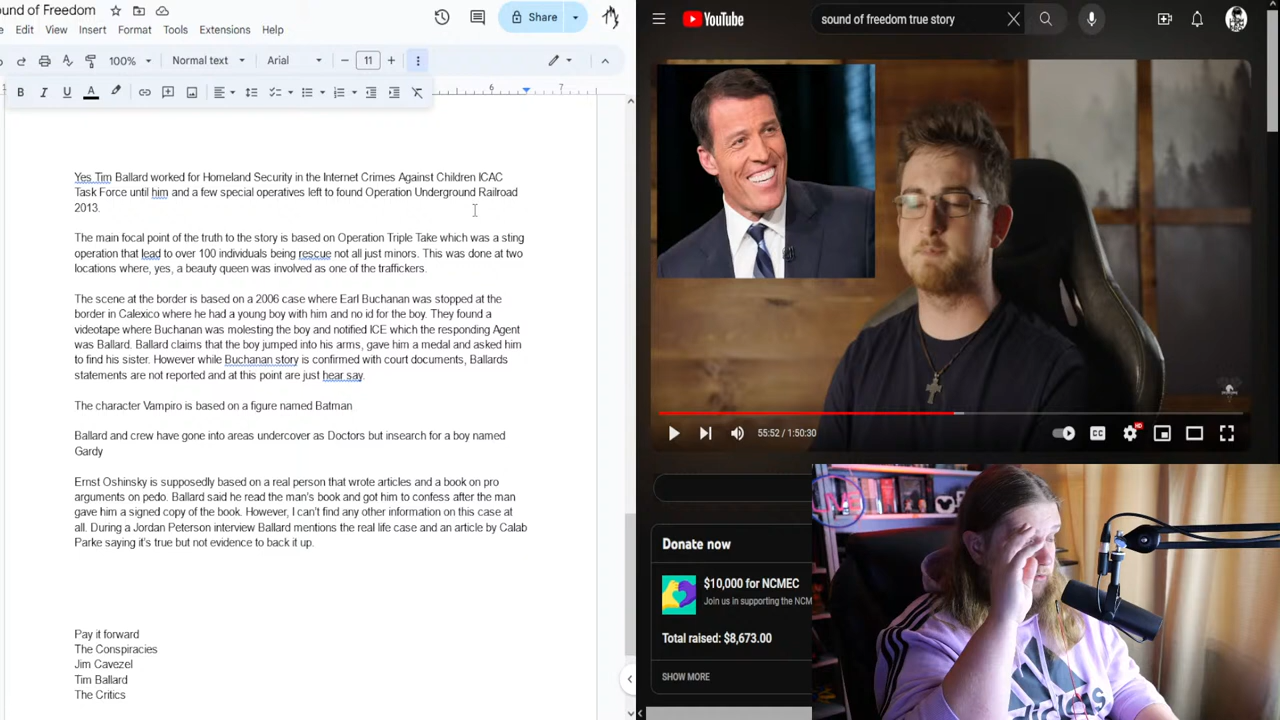 ound of Freedom
Edit View Insert Format Tools Extensions Help
Share
100% Normal text Arial 11
6 7
Yes Tim Ballard worked for Homeland Security in the Internet Crimes Against Children ICAC
Task Force until him and a few special operatives left to found Operation Underground Railroad
2013.
The main focal point of the truth to the story is based on Operation Triple Take which was a sting
operation that lead to over 100 individuals being rescue not all just minors. This was done at two
locations where, yes, a beauty queen was involved as one of the traffickers.
The scene at the border is based on a 2006 case where Earl Buchanan was stopped at the
border in Calexico where he had a young boy with him and no id for the boy. They found a
videotape where Buchanan was molesting the boy and notified ICE which the responding Agent
was Ballard. Ballard claims that the boy jumped into his arms, gave him a medal and asked him
to find his sister. However while Buchanan story is confirmed with court documents, Ballards
statements are not reported and at this point are just hear say.
The character Vampiro is based on a figure named Batman
Ballard and crew have gone into areas undercover as Doctors but insearch for a boy named
Gardy
Ernst Oshinsky is supposedly based on a real person that wrote articles and a book on pro
arguments on pedo. Ballard said he read the man's book and got him to confess after the man
gave him a signed copy of the book. However, I can't find any other information on this case at
all. During a Jordan Peterson interview Ballard mentions the real life case and an article by Calab
Parke saying it's true but not evidence to back it up.
Pay it forward
The Conspiracies
Jim Cavezel
Tim Ballard
The Critics
YouTube
sound of freedom true story
55:52 / 1:50:30
CC
HD
Donate now
$10,000 for NCMEC
Join us in supporting the NCM
Total raised: $8,673.00
SHOW MORE
LIVE
adidas